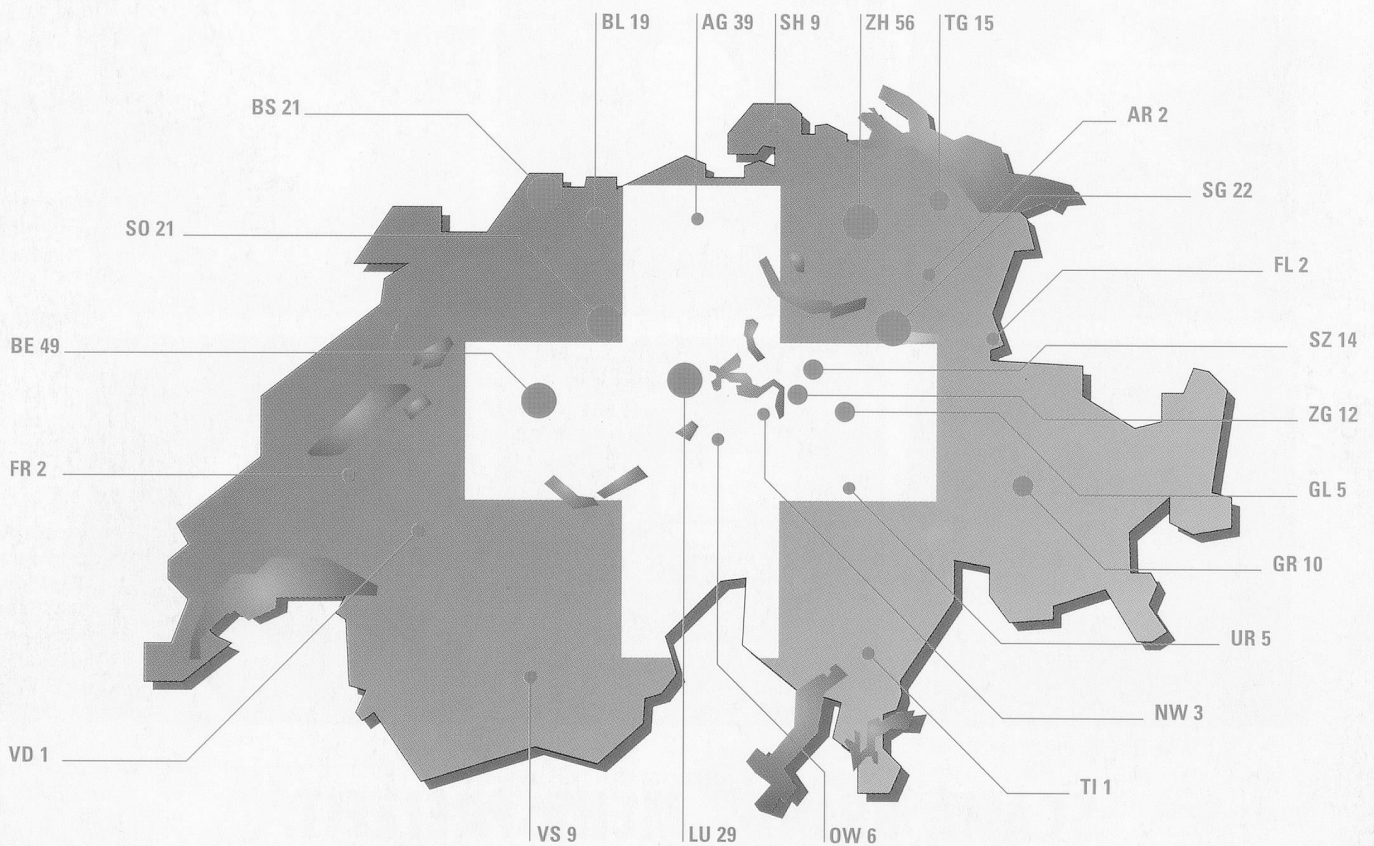 BL 19
AG 39
SH 9
ZH 56
TG 15
BS 21
AR 2
SG 22
SO 21
FL 2
BE 49
SZ 14
ZG 12
FR 2
GL 5
GR 10
UR 5
NW 3
VD 1
TI 1
VS 9
LU 29
OW 6